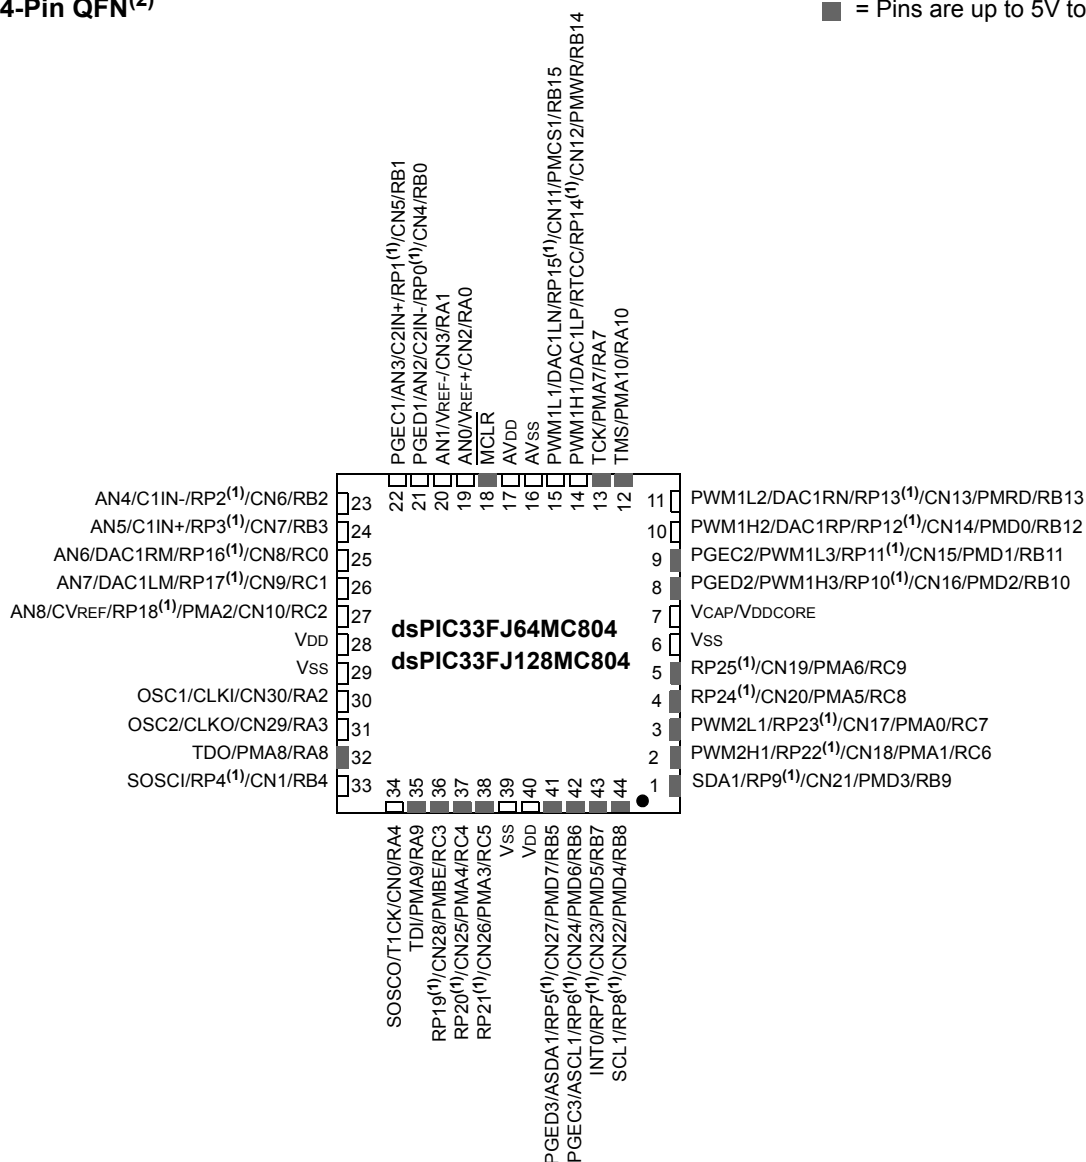 4-Pin QFN(2)
= Pins are up to 5V to
PGEC1/AN3/C2IN+/RP1(1)/CN5/RB1
PGED1/AN2/C2IN-/RP0(1)/CN4/RB0
AN1/VREF-/CN3/RA1
AN0/VREF+/CN2/RA0
MCLR
AVDD
AVSS
PWM1L1/DAC1LN/RP15(1)/CN11/PMCS1/RB15
PWM1H1/DAC1LP/RTCC/RP14(1)/CN12/PMWR/RB14
TCK/PMA7/RA7
TMS/PMA10/RA10
22 21 20 19 18 17 16 15 14 13 12
AN4/C1IN-/RP2(1)/CN6/RB2 23
AN5/C1IN+/RP3(1)/CN7/RB3 24
AN6/DAC1RM/RP16(1)/CN8/RC0 25
AN7/DAC1LM/RP17(1)/CN9/RC1 26
AN8/CVREF/RP18(1)/PMA2/CN10/RC2 27
VDD 28
VSS 29
OSC1/CLKI/CN30/RA2 30
OSC2/CLKO/CN29/RA3 31
TDO/PMA8/RA8 32
SOSCI/RP4(1)/CN1/RB4 33
dsPIC33FJ64MC804
dsPIC33FJ128MC804
11 PWM1L2/DAC1RN/RP13(1)/CN13/PMRD/RB13
10 PWM1H2/DAC1RP/RP12(1)/CN14/PMD0/RB12
9 PGEC2/PWM1L3/RP11(1)/CN15/PMD1/RB11
8 PGED2/PWM1H3/RP10(1)/CN16/PMD2/RB10
7 VCAP/VDDCORE
6 VSS
5 RP25(1)/CN19/PMA6/RC9
4 RP24(1)/CN20/PMA5/RC8
3 PWM2L1/RP23(1)/CN17/PMA0/RC7
2 PWM2H1/RP22(1)/CN18/PMA1/RC6
1 SDA1/RP9(1)/CN21/PMD3/RB9
34 35 36 37 38 39 40 41 42 43 44
SOSCO/T1CK/CN0/RA4
TDI/PMA9/RA9
RP19(1)/CN28/PMBE/RC3
RP20(1)/CN25/PMA4/RC4
RP21(1)/CN26/PMA3/RC5
VSS
VDD
PGED3/ASDA1/RP5(1)/CN27/PMD7/RB5
PGEC3/ASCL1/RP6(1)/CN24/PMD6/RB6
INT0/RP7(1)/CN23/PMD5/RB7
SCL1/RP8(1)/CN22/PMD4/RB8